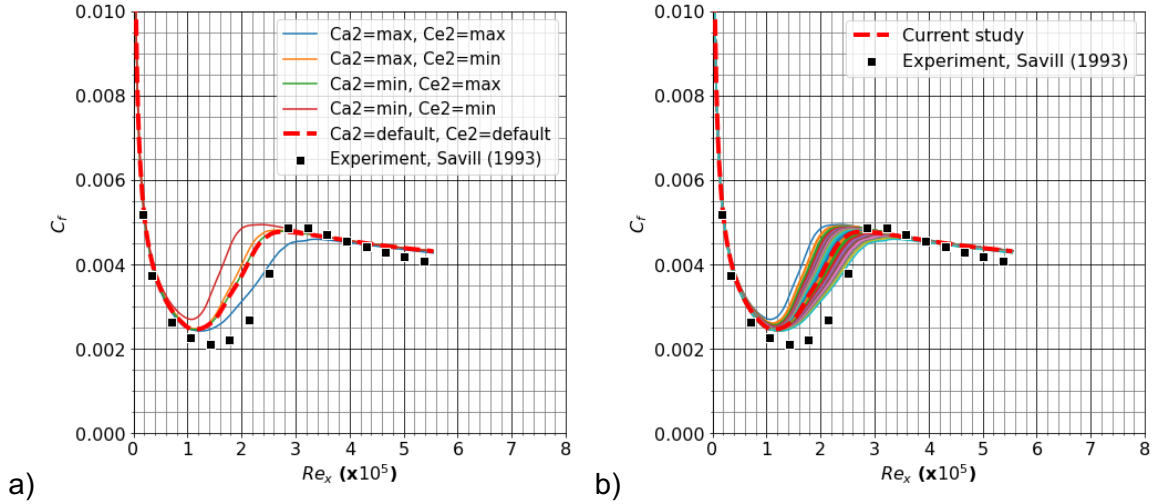 0.010
0.008
0.006
0.004
0.002
0.000
C_f
0 1 2 3 4 5 6 7 8
Re_x (x10^5)
Ca2=max, Ce2=max
Ca2=max, Ce2=min
Ca2=min, Ce2=max
Ca2=min, Ce2=min
Ca2=default, Ce2=default
Experiment, Savill (1993)
a)
0.010
0.008
0.006
0.004
0.002
0.000
C_f
0 1 2 3 4 5 6 7 8
Re_x (x10^5)
Current study
Experiment, Savill (1993)
b)